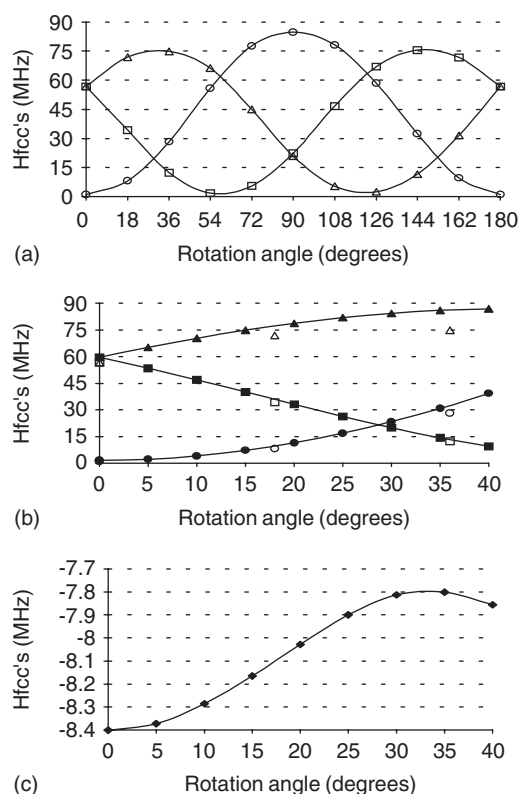 90
75
60
45
30
15
0
Hfcc's (MHz)
0 18 36 54 72 90 108 126 144 162 180
(a) Rotation angle (degrees)
90
75
60
45
30
15
0
Hfcc's (MHz)
0 5 10 15 20 25 30 35 40
(b) Rotation angle (degrees)
-7.7
-7.8
-7.9
-8
-8.1
-8.2
-8.3
-8.4
Hfcc's (MHz)
0 5 10 15 20 25 30 35 40
(c) Rotation angle (degrees)